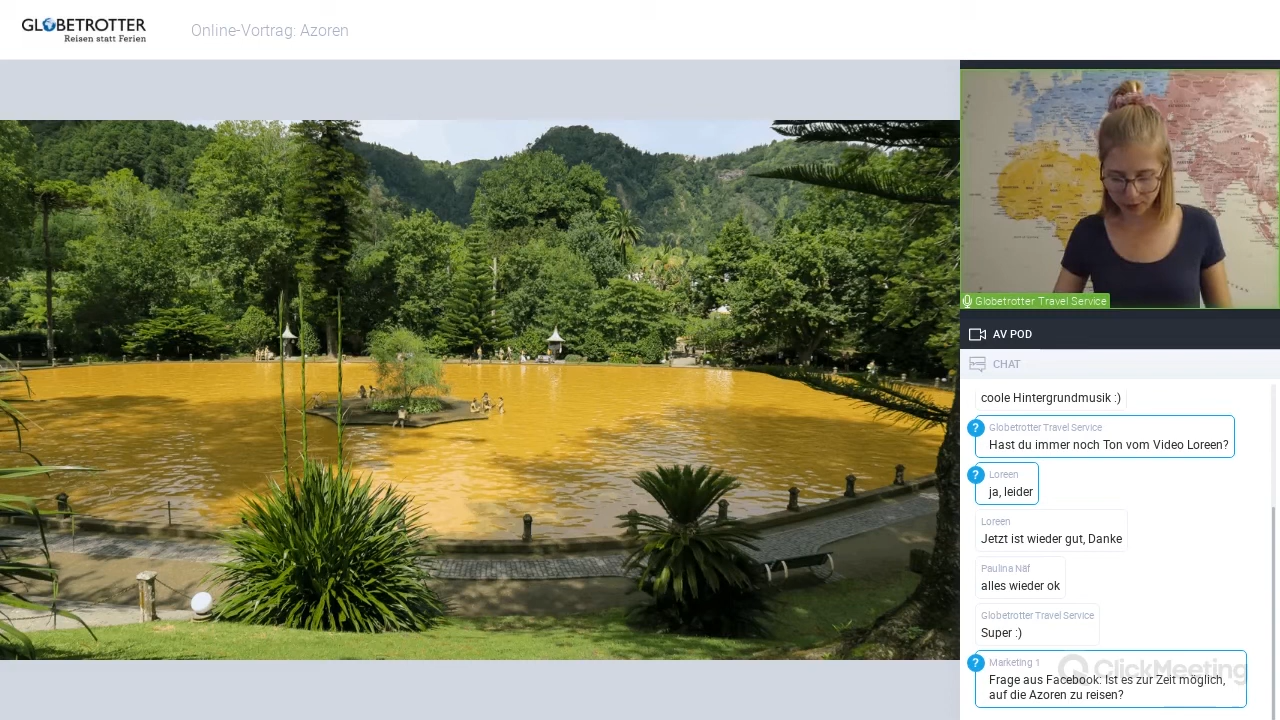 GLOBETROTTER
Reisen statt Ferien
Online-Vortrag: Azoren
Globetrotter Travel Service
AV POD
CHAT
coole Hintergrundmusik :)
?
Globetrotter Travel Service
Hast du immer noch Ton vom Video Loreen?
?
Loreen
ja, leider
Loreen
Jetzt ist wieder gut, Danke
Paulina Näf
alles wieder ok
Globetrotter Travel Service
Super :)
?
Marketing 1
ClickMeeting
Frage aus Facebook: Ist es zur Zeit möglich,
auf die Azoren zu reisen?